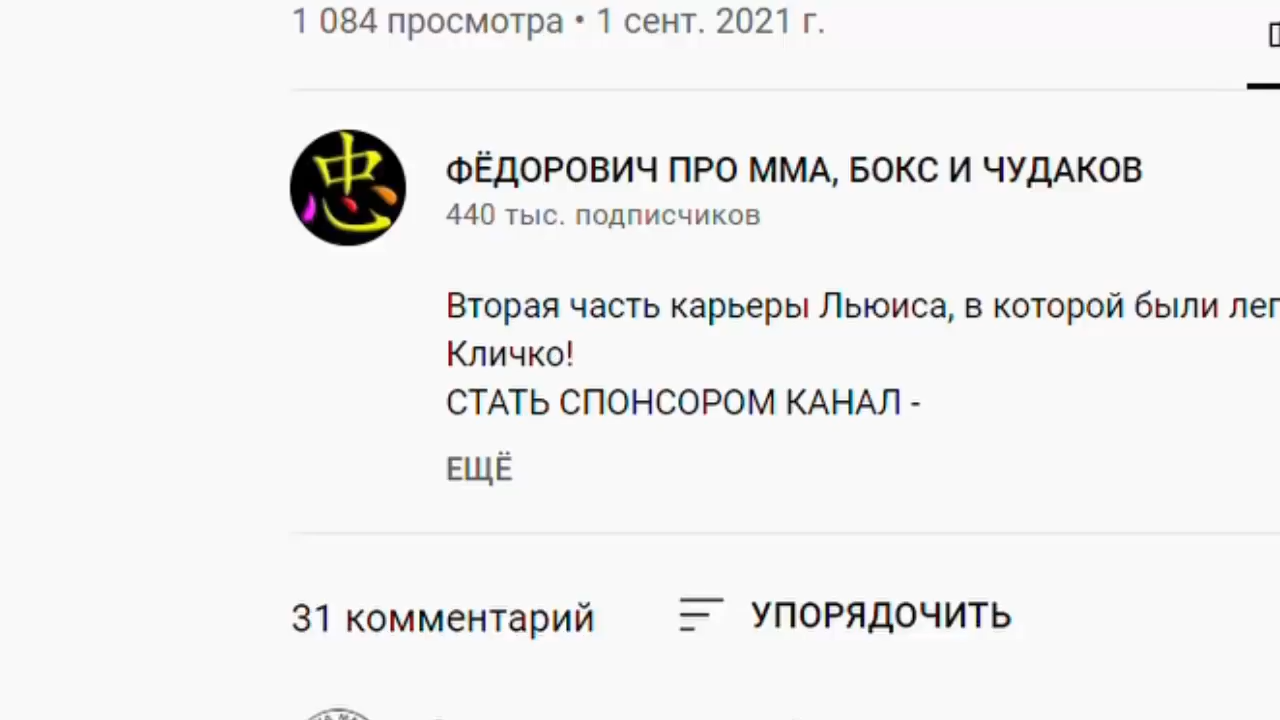 1 084 просмотра • 1 сент. 2021 г.
忠
ФЁДОРОВИЧ ПРО ММА, БОКС И ЧУДАКОВ
440 тыс. подписчиков
Вторая часть карьеры Льюиса, в которой были
Кличко!
СТАТЬ СПОНСОРОМ КАНАЛ -
ЕЩЁ
31 комментарий
УПОРЯДОЧИТЬ